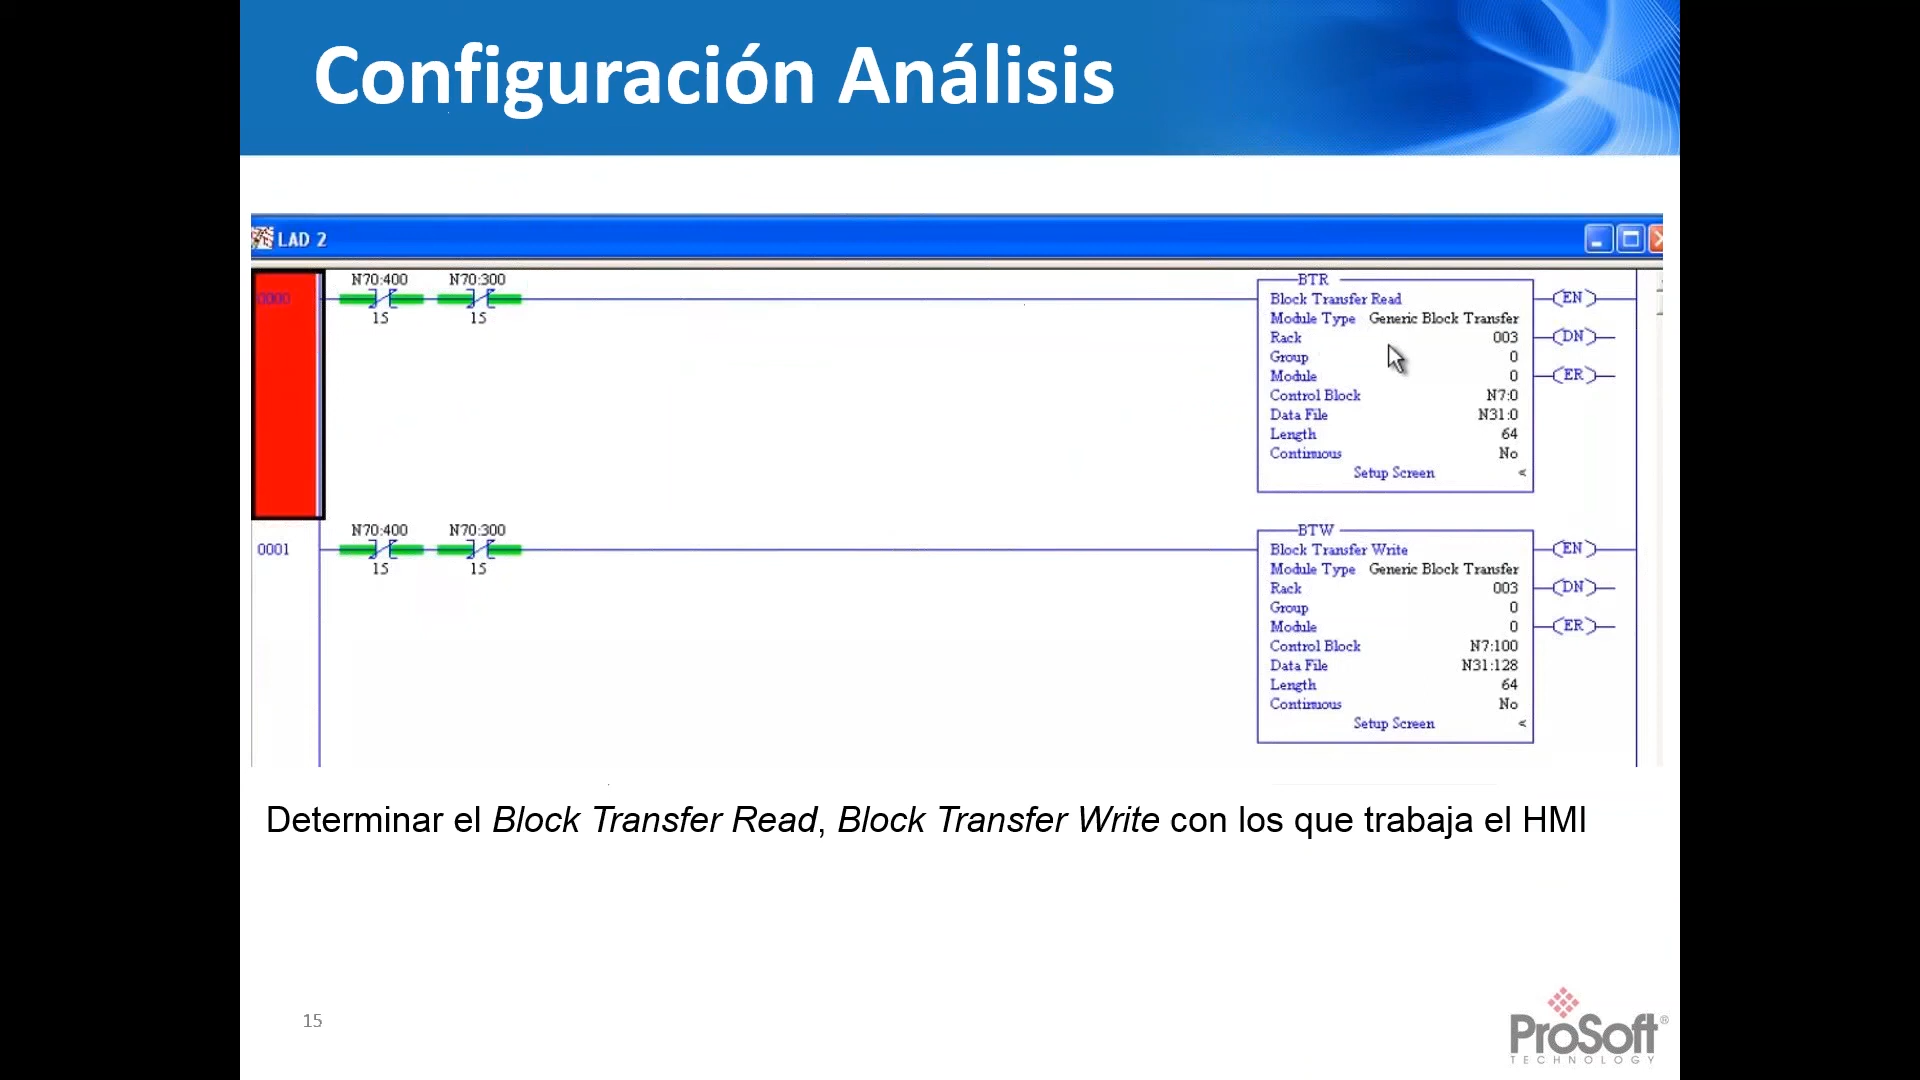 Configuración Análisis
LAD 2
0000
N70:400
15
N70:300
15
BTR
Block Transfer Read
Module Type Generic Block Transfer
Rack 003
Group 0
Module 0
Control Block N7:0
Data File N31:0
Length 64
Continuous No
Setup Screen <
EN
DN
ER
0001
N70:400
15
N70:300
15
BTW
Block Transfer Write
Module Type Generic Block Transfer
Rack 003
Group 0
Module 0
Control Block N7:100
Data File N31:128
Length 64
Continuous No
Setup Screen <
EN
DN
ER
Determinar el Block Transfer Read, Block Transfer Write con los que trabaja el HMI
15
ProSoft®
TECHNOLOGY